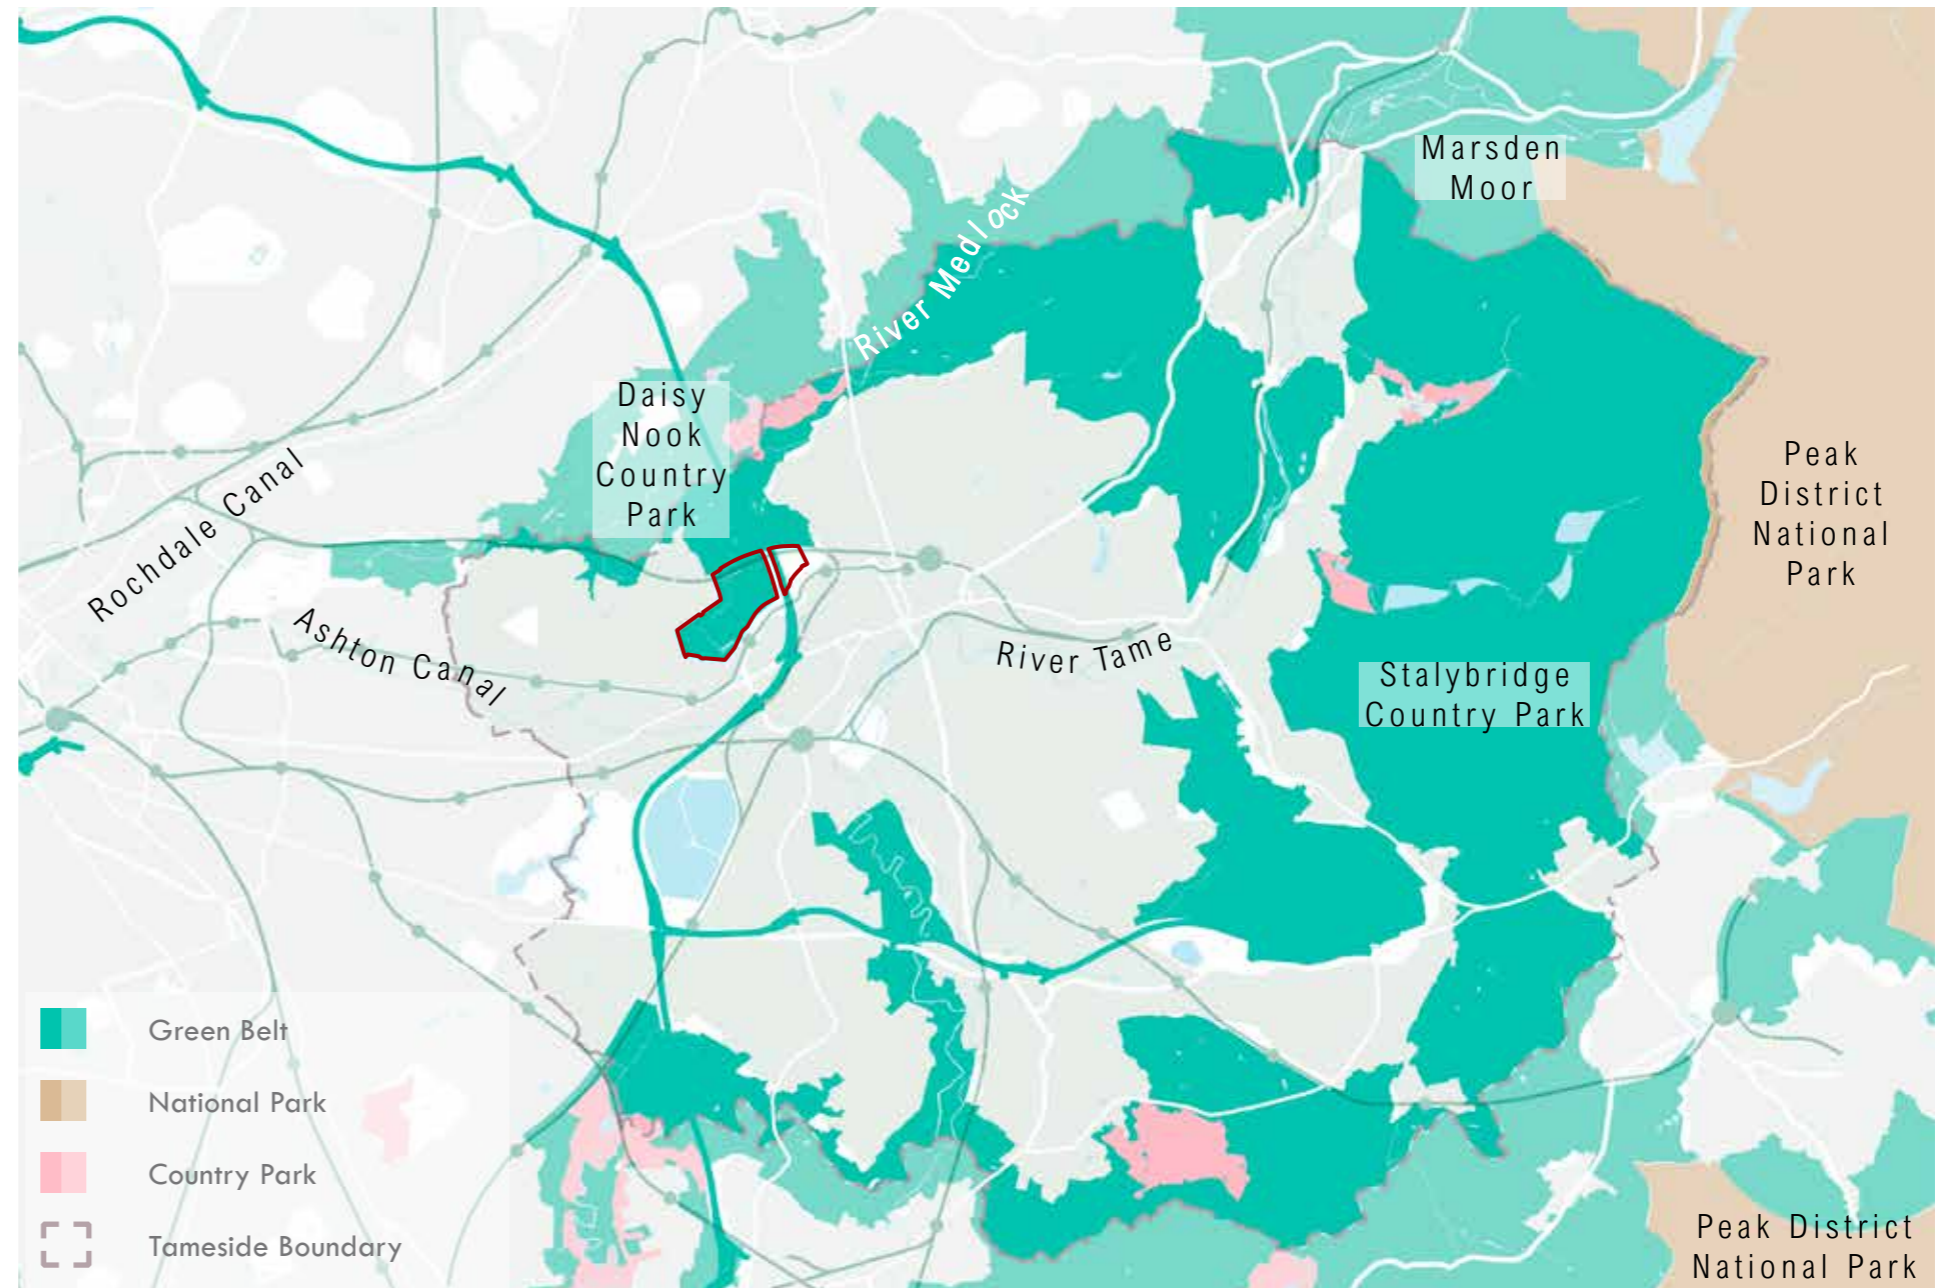 Marsden
Moor
River Medlock
Daisy
Nook
Country
Park
Peak
District
National
Park
Rochdale Canal
Ashton Canal
River Tame
Stalybridge
Country Park
Green Belt
National Park
Country Park
Tameside Boundary
Peak District
National Park